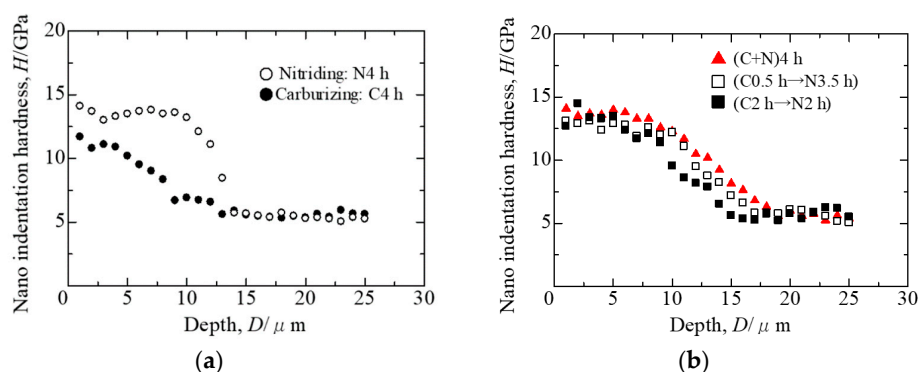 Nano indentation hardness, H/GPa
20
15
10
5
0
Nitriding: N4 h
Carburizing: C4 h
0 5 10 15 20 25 30
Depth, D/ μ m
(a)
Nano indentation hardness, H/GPa
20
15
10
5
0
(C+N)4 h
(C0.5 h→N3.5 h)
(C2 h→N2 h)
0 5 10 15 20 25 30
Depth, D/ μ m
(b)